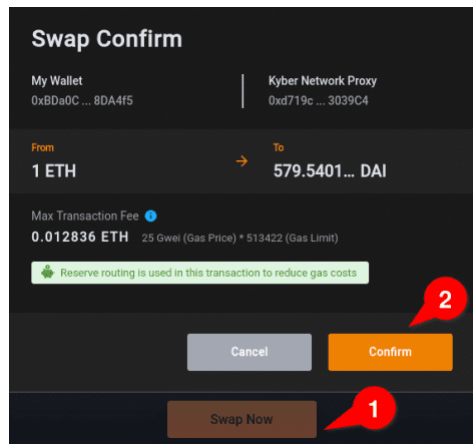 Swap Confirm
My Wallet
0xBDa0C ... 8DA4f5
Kyber Network Proxy
0xd719c ... 3039C4
From
1 ETH
→
To
579.5401... DAI
Max Transaction Fee
0.012836 ETH 25 Gwei (Gas Price) * 513422 (Gas Limit)
Reserve routing is used in this transaction to reduce gas costs
2
Cancel
Confirm
Swap Now
1